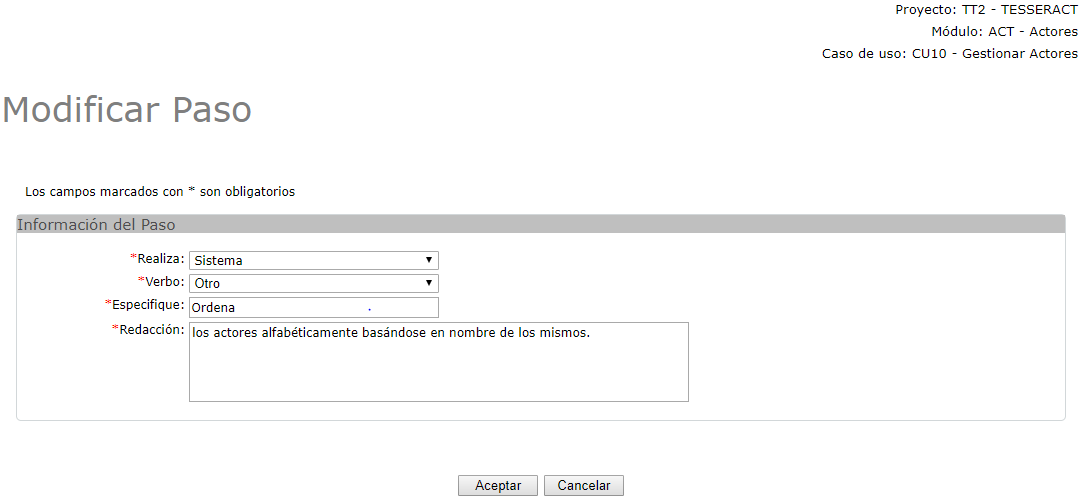 Proyecto: TT2 - TESSERACT
Módulo: ACT - Actores
Caso de uso: CU10 - Gestionar Actores
Modificar Paso
Los campos marcados con * son obligatorios
Información del Paso
*Realiza: Sistema
*Verbo: Otro
*Especifique: Ordena .
*Redacción: los actores alfabéticamente basándose en nombre de los mismos.
Aceptar Cancelar